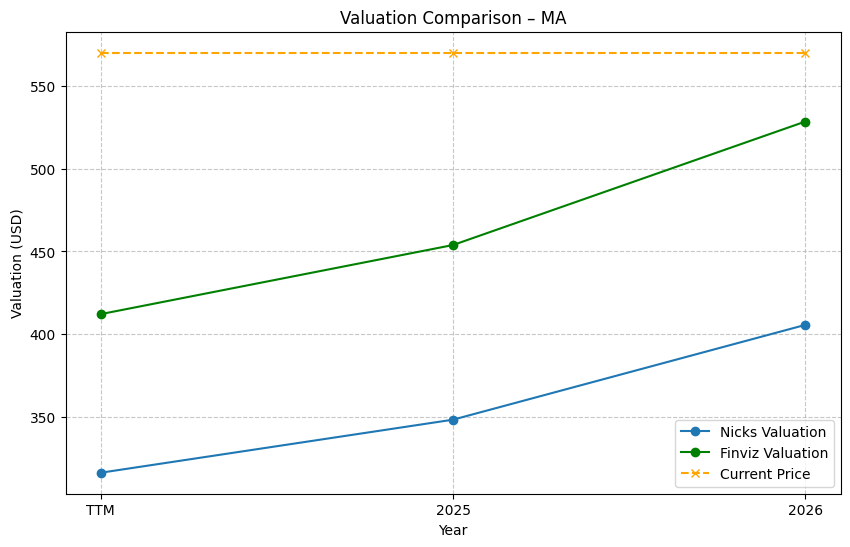 Valuation Comparison – MA
Valuation (USD)
550
500
450
400
350
TTM
2025
2026
Year
Nicks Valuation
Finviz Valuation
Current Price